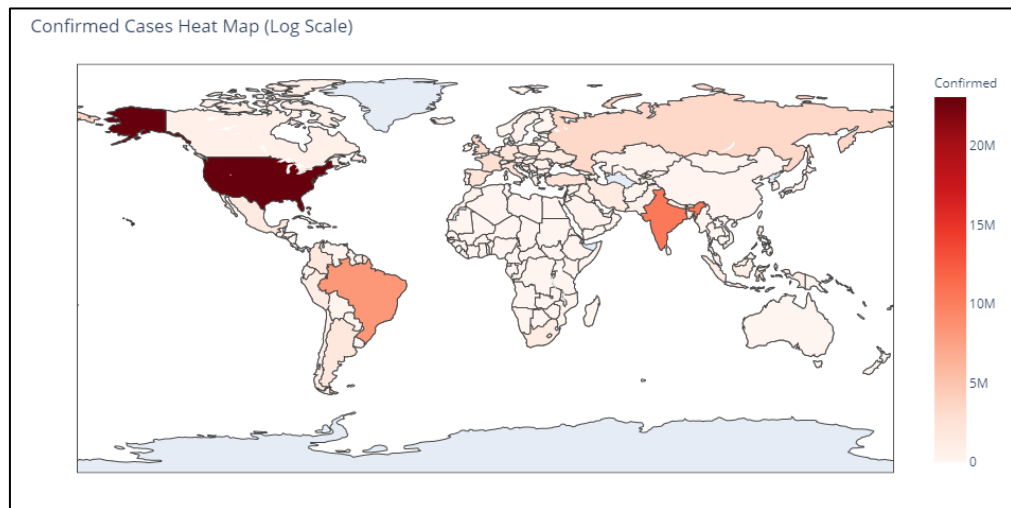 Confirmed Cases Heat Map (Log Scale)
Confirmed
20M
15M
10M
5M
0